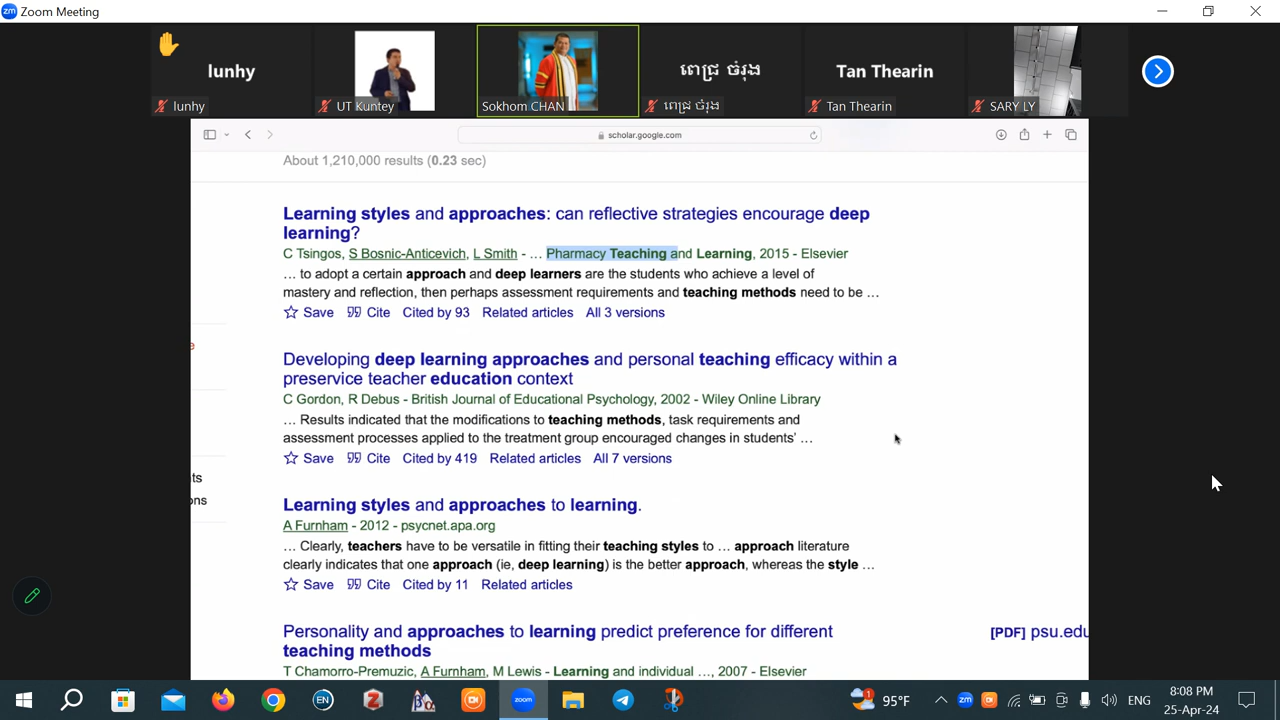 Zoom Meeting
lunhy
lunhy
UT Kuntey
Sokhom CHAN
ពេជ្រ ច់រុង
ពេជ្រ ច់រុង
Tan Thearin
Tan Thearin
SARY LY
scholar.google.com
About 1,210,000 results (0.23 sec)
Learning styles and approaches: can reflective strategies encourage deep
learning?
C Tsingos, S Bosnic-Anticevich, L Smith - … Pharmacy Teaching and Learning, 2015 - Elsevier
… to adopt a certain approach and deep learners are the students who achieve a level of
mastery and reflection, then perhaps assessment requirements and teaching methods need to be …
Save Cite Cited by 93 Related articles All 3 versions
Developing deep learning approaches and personal teaching efficacy within a
preservice teacher education context
C Gordon, R Debus - British Journal of Educational Psychology, 2002 - Wiley Online Library
… Results indicated that the modifications to teaching methods, task requirements and
assessment processes applied to the treatment group encouraged changes in students' …
Save Cite Cited by 419 Related articles All 7 versions
nts
ons
Learning styles and approaches to learning.
A Furnham - 2012 - psycnet.apa.org
… Clearly, teachers have to be versatile in fitting their teaching styles to … approach literature
clearly indicates that one approach (ie, deep learning) is the better approach, whereas the style …
Save Cite Cited by 11 Related articles
Personality and approaches to learning predict preference for different
teaching methods
[PDF] psu.edu
T Chamorro-Premuzic, A Furnham, M Lewis - Learning and individual …, 2007 - Elsevier
EN
zoom
95°F
ENG
8:08 PM
25-Apr-24